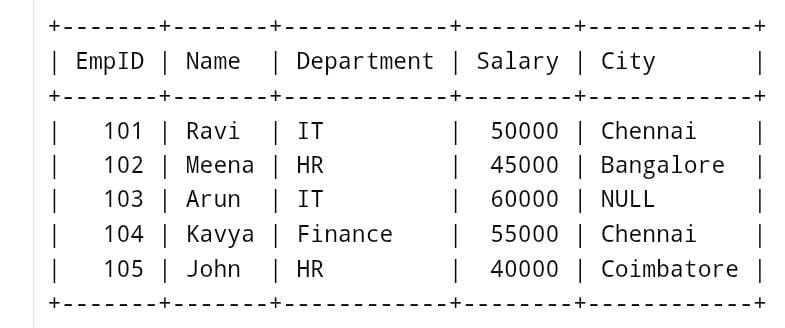 +-------+-------+------------+--------+------------+
| EmpID | Name  | Department | Salary | City       |
+-------+-------+------------+--------+------------+
|   101 | Ravi  | IT         |  50000 | Chennai    |
|   102 | Meena | HR         |  45000 | Bangalore  |
|   103 | Arun  | IT         |  60000 | NULL       |
|   104 | Kavya | Finance    |  55000 | Chennai    |
|   105 | John  | HR         |  40000 | Coimbatore |
+-------+-------+------------+--------+------------+